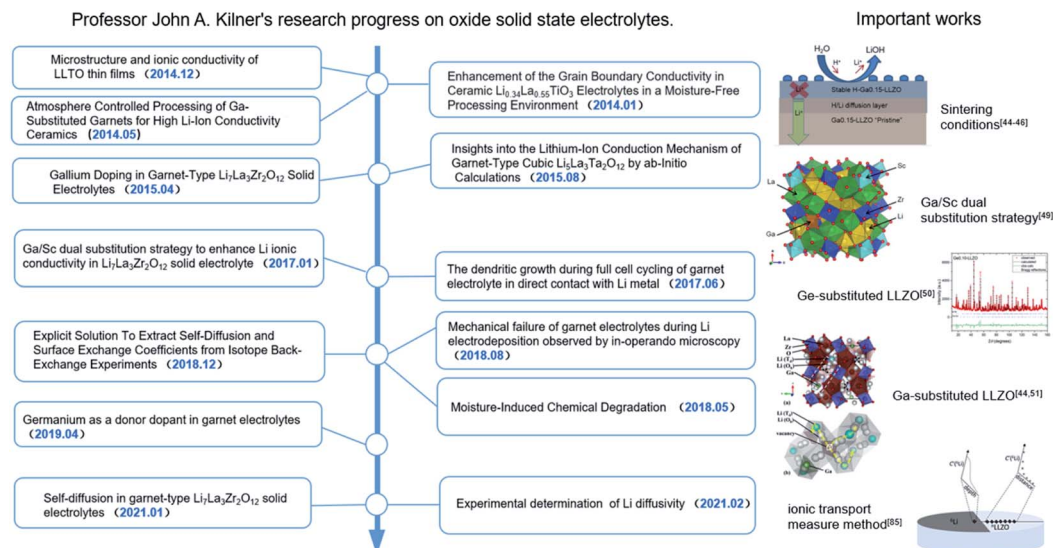 Professor John A. Kilner's research progress on oxide solid state electrolytes.
Microstructure and ionic conductivity of
LLTO thin films （2014.12）
Atmosphere Controlled Processing of Ga-
Substituted Garnets for High Li-Ion Conductivity
Ceramics （2014.05）
Gallium Doping in Garnet-Type Li₇La₃Zr₂O₁₂ Solid
Electrolytes （2015.04）
Ga/Sc dual substitution strategy to enhance Li ionic
conductivity in Li₇La₃Zr₂O₁₂ solid electrolyte （2017.01）
Explicit Solution To Extract Self-Diffusion and
Surface Exchange Coefficients from Isotope Back-
Exchange Experiments （2018.12）
Germanium as a donor dopant in garnet electrolytes
（2019.04）
Self-diffusion in garnet-type Li₇La₃Zr₂O₁₂ solid
electrolytes （2021.01）
Enhancement of the Grain Boundary Conductivity in
Ceramic Li₀.₃₄La₀.₅₅TiO₃ Electrolytes in a Moisture-Free
Processing Environment （2014.01）
Insights into the Lithium-Ion Conduction Mechanism of
Garnet-Type Cubic Li₅La₃Ta₂O₁₂ by ab-Initio
Calculations （2015.08）
The dendritic growth during full cell cycling of garnet
electrolyte in direct contact with Li metal （2017.06）
Mechanical failure of garnet electrolytes during Li
electrodeposition observed by in-operando microscopy
（2018.08）
Moisture-Induced Chemical Degradation （2018.05）
Experimental determination of Li diffusivity （2021.02）
Important works
H₂O
LiOH
H⁺
Li⁺
Stable H-Ga0.15-LLZO
H/Li diffusion layer
Ga0.15-LLZO "Pristine"
Li⁺
Sintering
conditions[44-46]
Sc
La
Zr
Li
Ga
Ga/Sc dual
substitution strategy[49]
Ge-substituted LLZO[50]
La
Zr
O
Ga
(a)
Ga-substituted LLZO[44,51]
vacancy
(b)
Ga
ionic transport
measure method[85]
C*(%)
C*(%)
depth
distance
⁶Li
LLZO